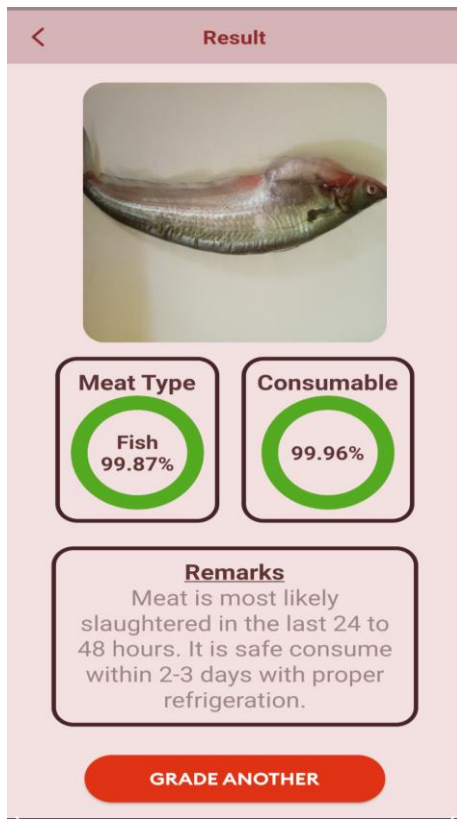 Result
Meat Type
Fish
99.87%
Consumable
99.96%
Remarks
Meat is most likely
slaughtered in the last 24 to
48 hours. It is safe consume
within 2-3 days with proper
refrigeration.
GRADE ANOTHER